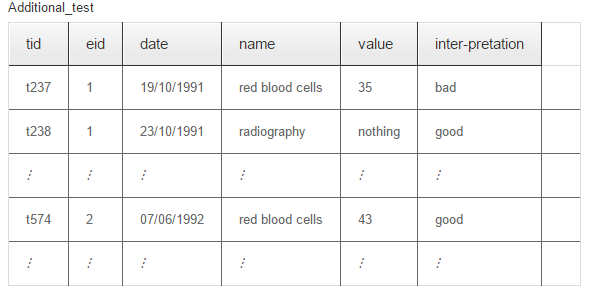 Additional_test
tid eid date name value inter-pretation
t237 1 19/10/1991 red blood cells 35 bad
t238 1 23/10/1991 radiography nothing good
⋮ ⋮ ⋮ ⋮ ⋮ ⋮
t574 2 07/06/1992 red blood cells 43 good
⋮ ⋮ ⋮ ⋮ ⋮ ⋮